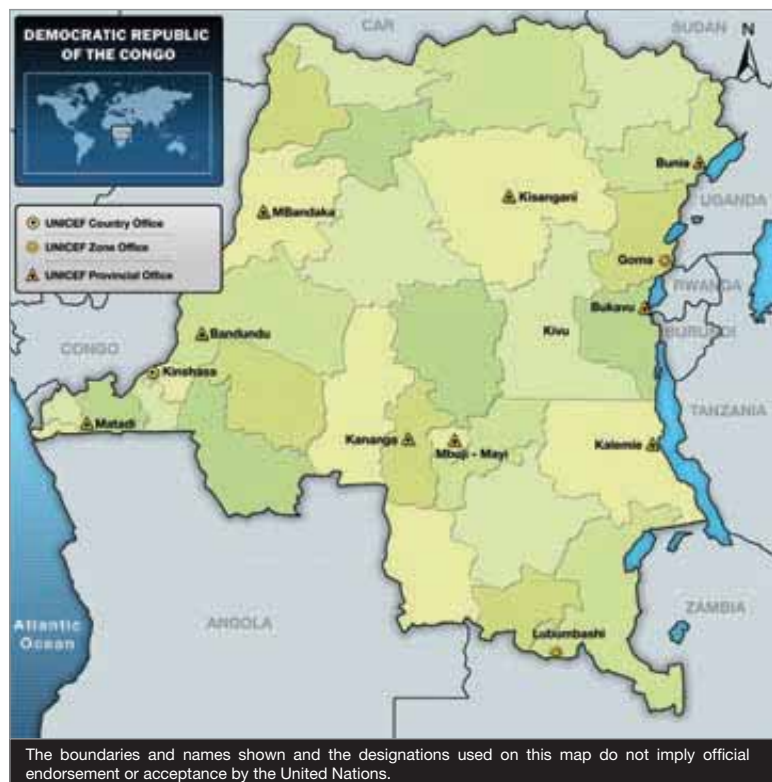 DEMOCRATIC REPUBLIC
OF THE CONGO
UNICEF Country Office
UNICEF Zone Office
UNICEF Provincial Office
CAR
SUDAN
N
Bunia
UGANDA
MBandaka
Kisangani
Goma
RWANDA
Bukavu
BURUNDI
Kivu
Bandundu
CONGO
Kinshasa
TANZANIA
Matadi
Kananga
Mbuji - Mayi
Kalemie
Atlantic
Ocean
ANGOLA
ZAMBIA
Lubumbashi
The boundaries and names shown and the designations used on this map do not imply official
endorsement or acceptance by the United Nations.